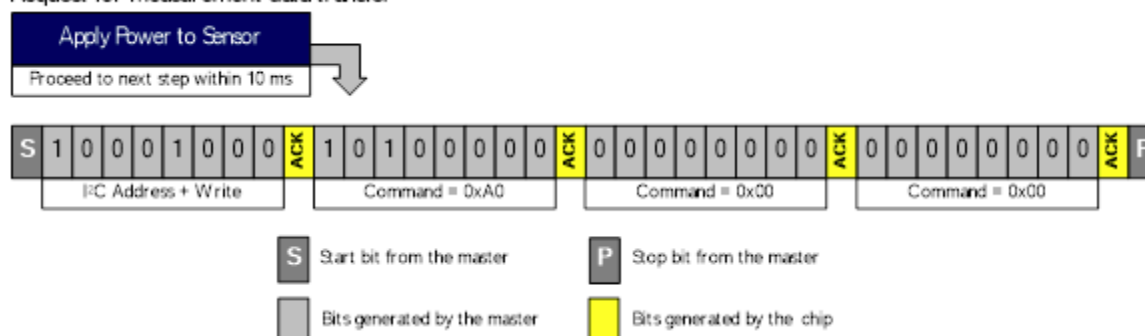 Apply Power to Sensor
Proceed to next step within 10 ms
S 1 0 0 0 1 0 0 0 ACK 1 0 1 0 0 0 0 0 ACK 0 0 0 0 0 0 0 0 ACK 0 0 0 0 0 0 0 0 ACK P
I²C Address + Write Command = 0xA0 Command = 0x00 Command = 0x00
S Start bit from the master P Stop bit from the master
Bits generated by the master Bits generated by the chip